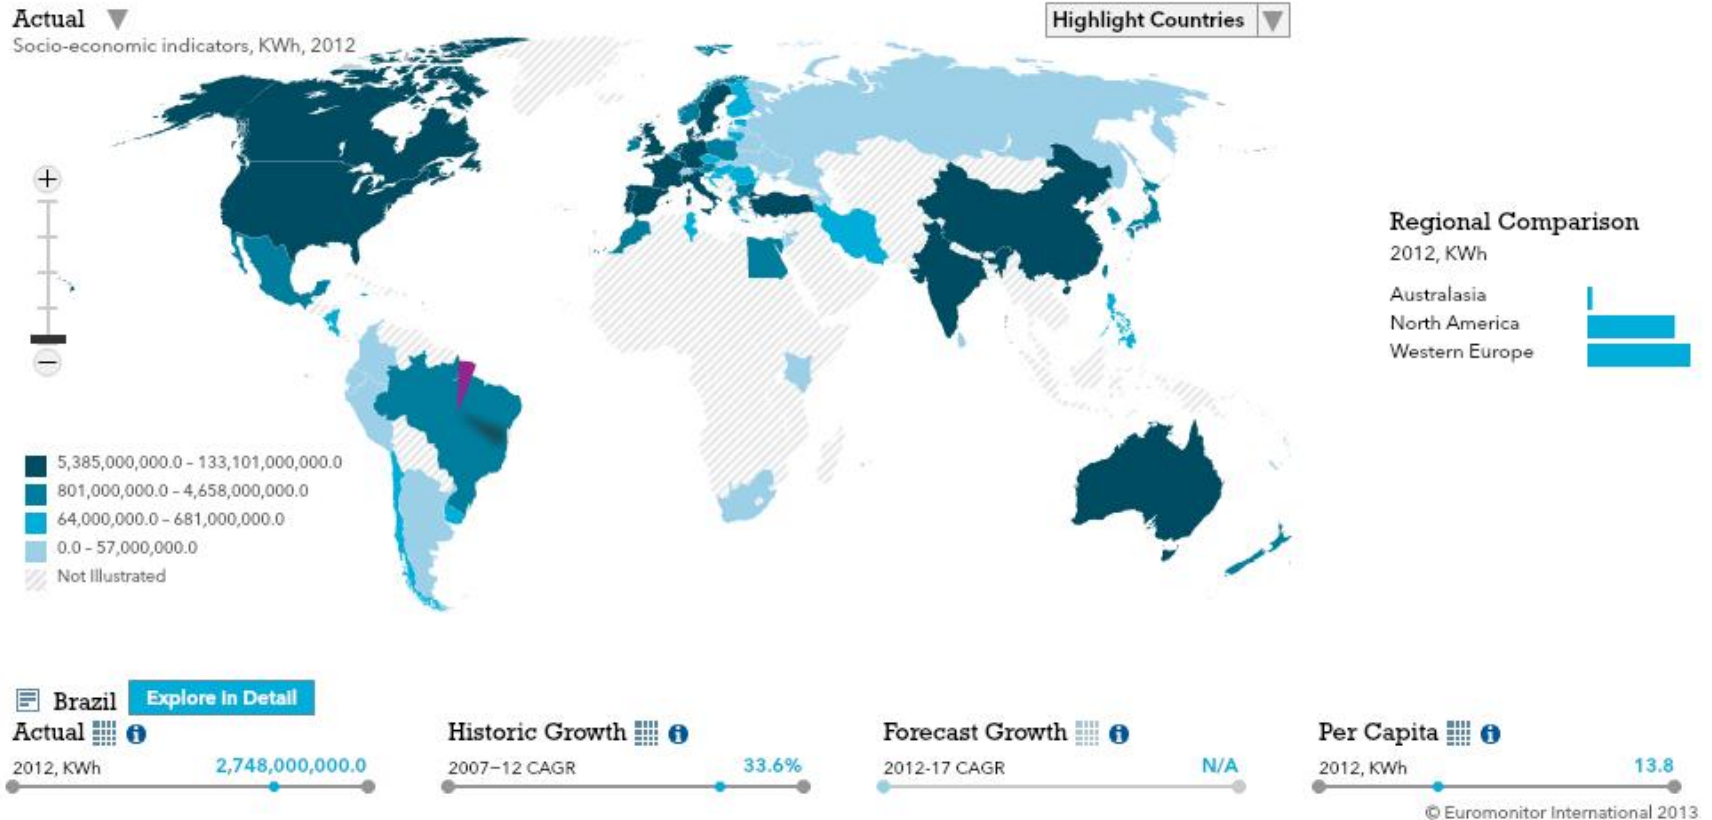 Actual
Socio-economic indicators, KWh, 2012
Highlight Countries
+
−
5,385,000,000.0 – 133,101,000,000.0
801,000,000.0 – 4,658,000,000.0
64,000,000.0 – 681,000,000.0
0.0 – 57,000,000.0
Not Illustrated
Regional Comparison
2012, KWh
Australasia
North America
Western Europe
Brazil Explore in Detail
Actual i
2012, KWh 2,748,000,000.0
Historic Growth i
2007–12 CAGR 33.6%
Forecast Growth i
2012-17 CAGR N/A
Per Capita i
2012, KWh 13.8
© Euromonitor International 2013